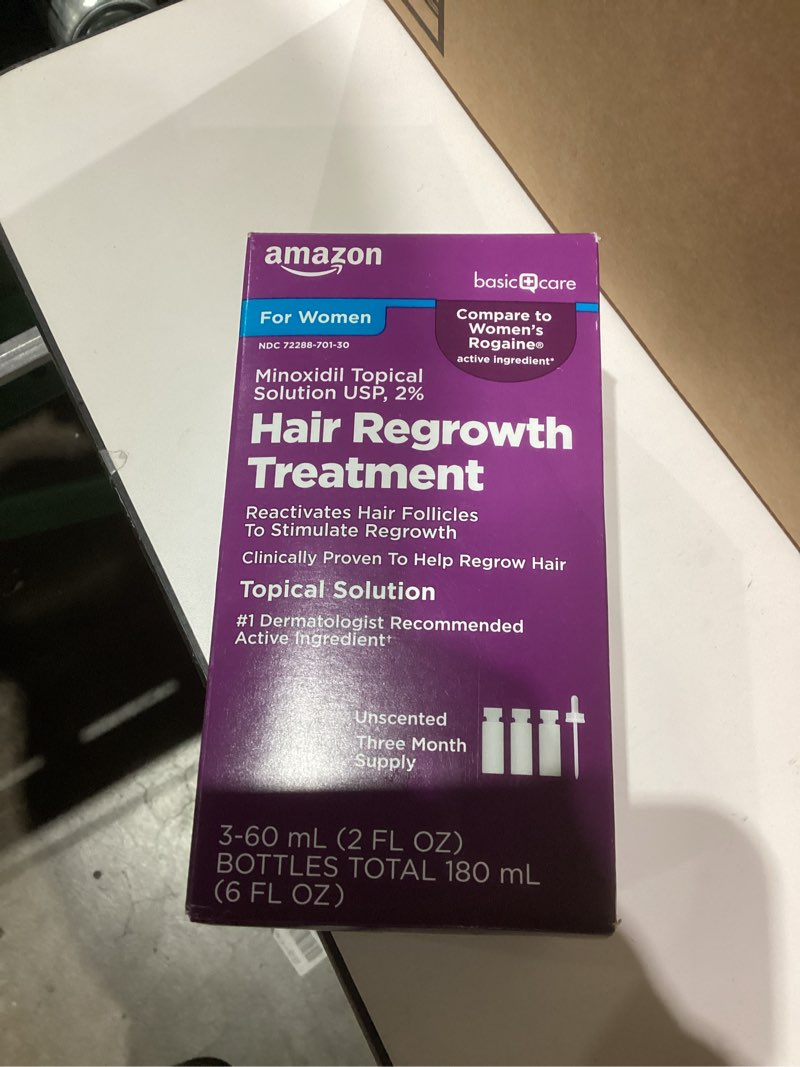 amazon
basic care
For Women
NDC 72288-701-30
Compare to
Women's
Rogaine®
active ingredient*
Minoxidil Topical
Solution USP, 2%
Hair Regrowth
Treatment
Reactivates Hair Follicles
To Stimulate Regrowth
Clinically Proven To Help Regrow Hair
Topical Solution
#1 Dermatologist Recommended
Active Ingredient†
Unscented
Three Month
Supply
3-60 mL (2 FL OZ)
BOTTLES TOTAL 180 mL
(6 FL OZ)